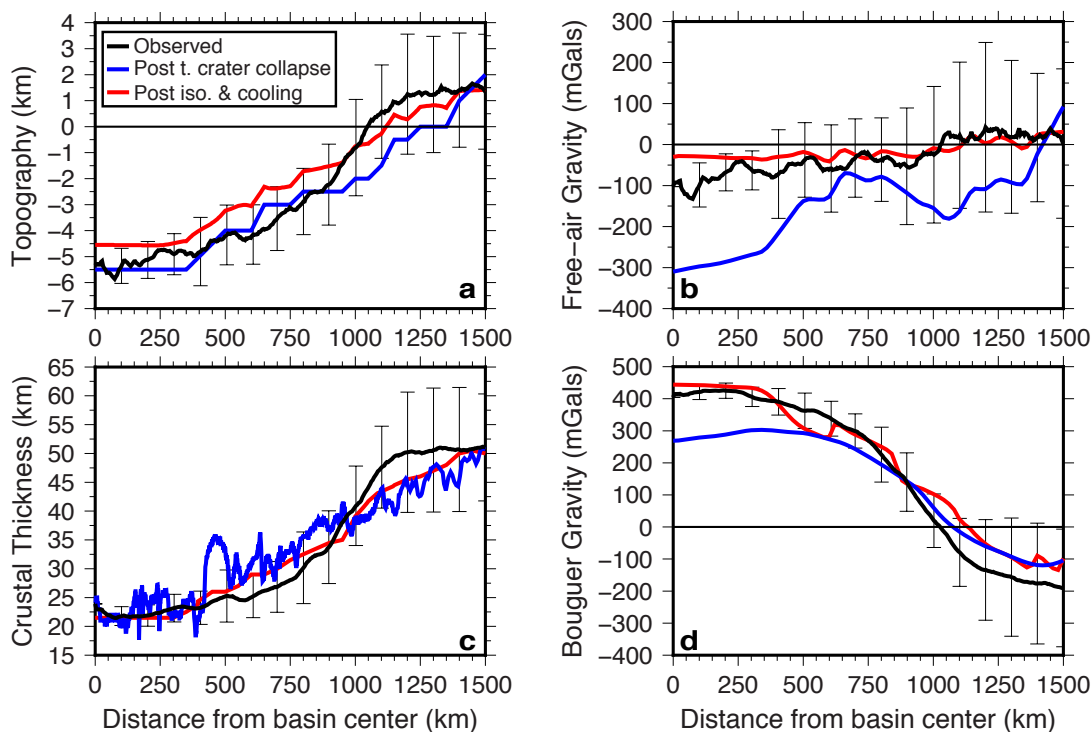 4
3
2
1
0
−1
−2
−3
−4
−5
−6
−7
Topography (km)
Observed
Post t. crater collapse
Post iso. & cooling
a
0 250 500 750 1000 1250 1500
300
200
100
0
−100
−200
−300
−400
Free−air Gravity (mGals)
b
0 250 500 750 1000 1250 1500
65
60
55
50
45
40
35
30
25
20
15
Crustal Thickness (km)
c
0 250 500 750 1000 1250 1500
Distance from basin center (km)
500
400
300
200
100
0
−100
−200
−300
−400
Bouguer Gravity (mGals)
d
0 250 500 750 1000 1250 1500
Distance from basin center (km)